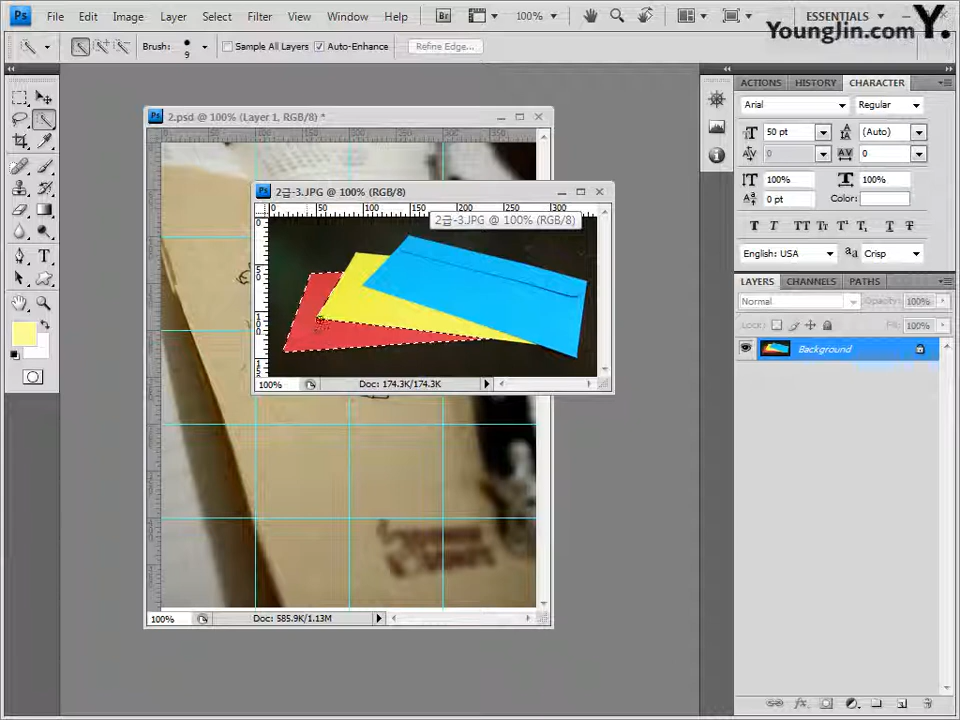 Ps File Edit Image Layer Select Filter View Window Help Br 100% ESSENTIALS
YoungJin.com Y.
Brush: 9 Sample All Layers Auto-Enhance Refine Edge...
2.psd @ 100% (Layer 1, RGB/8) *
2급-3.JPG @ 100% (RGB/8)
0 50 100 150 200 250 300
2급-3.JPG @ 100% (RGB/8)
100% Doc: 174.3K/174.3K
100% Doc: 585.9K/1.13M
ACTIONS HISTORY CHARACTER
Arial Regular
50 pt (Auto)
0 0
100% 100%
0 pt Color:
T T TT Tt T¹ T₁ T T
English: USA aa Crisp
LAYERS CHANNELS PATHS
Normal Opacity: 100%
Lock: Fill: 100%
Background